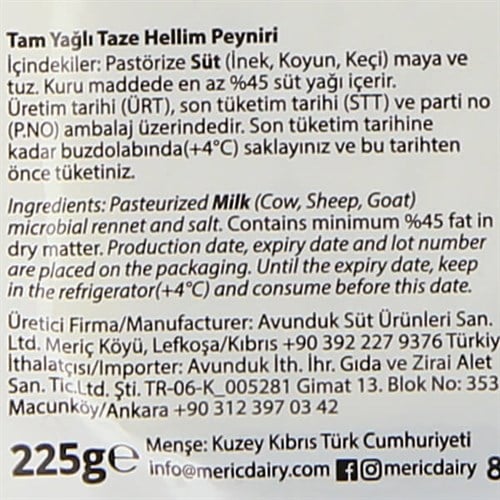 Tam Yağlı Taze Hellim Peyniri
İçindekiler: Pastörize Süt (İnek, Koyun, Keçi) maya ve
tuz. Kuru maddede en az %45 süt yağı içerir.
Üretim tarihi (ÜRT), son tüketim tarihi (STT) ve parti no
(P.NO) ambalaj üzerindedir. Son tüketim tarihine
kadar buzdolabında(+4°C) saklayınız ve bu tarihten
önce tüketiniz.
Ingredients: Pasteurized Milk (Cow, Sheep, Goat)
microbial rennet and salt. Contains minimum %45 fat in
dry matter. Production date, expiry date and lot number
are placed on the packaging. Until the expiry date, keep
in the refrigerator(+4°C) and consume before this date.
Üretici Firma/Manufacturer: Avunduk Süt Ürünleri San.
Ltd. Meriç Köyü, Lefkoşa/Kıbrıs +90 392 227 9376 Türkiy
İthalatçısı/Importer: Avunduk İth. İhr. Gıda ve Zirai Alet
San. Tic.Ltd. Şti. TR-06-K_005281 Gimat 13. Blok No: 353
Macunköy/Ankara +90 312 397 03 42
225g℮ Menşe: Kuzey Kıbrıs Türk Cumhuriyeti
info@mericdairy.com mericdairy 8